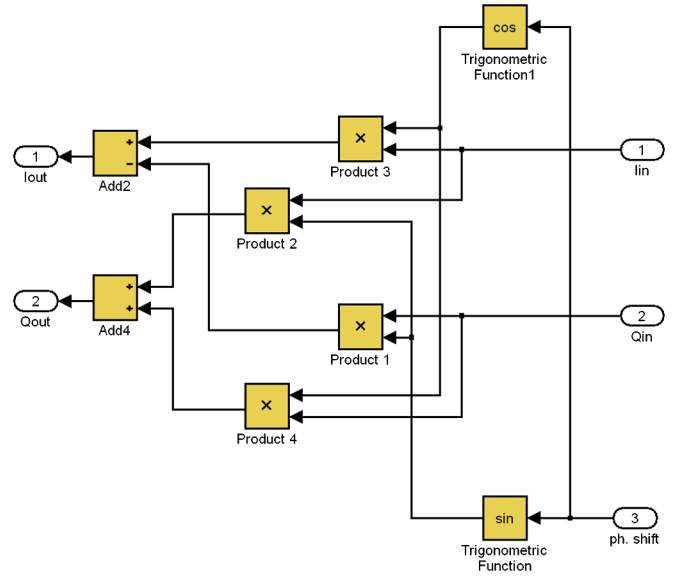 cos
Trigonometric
Function1
×
Product 3
1
Iin
+
−
Add2
1
Iout
×
Product 2
+
+
Add4
2
Qout
×
Product 1
2
Qin
×
Product 4
sin
Trigonometric
Function
3
ph. shift